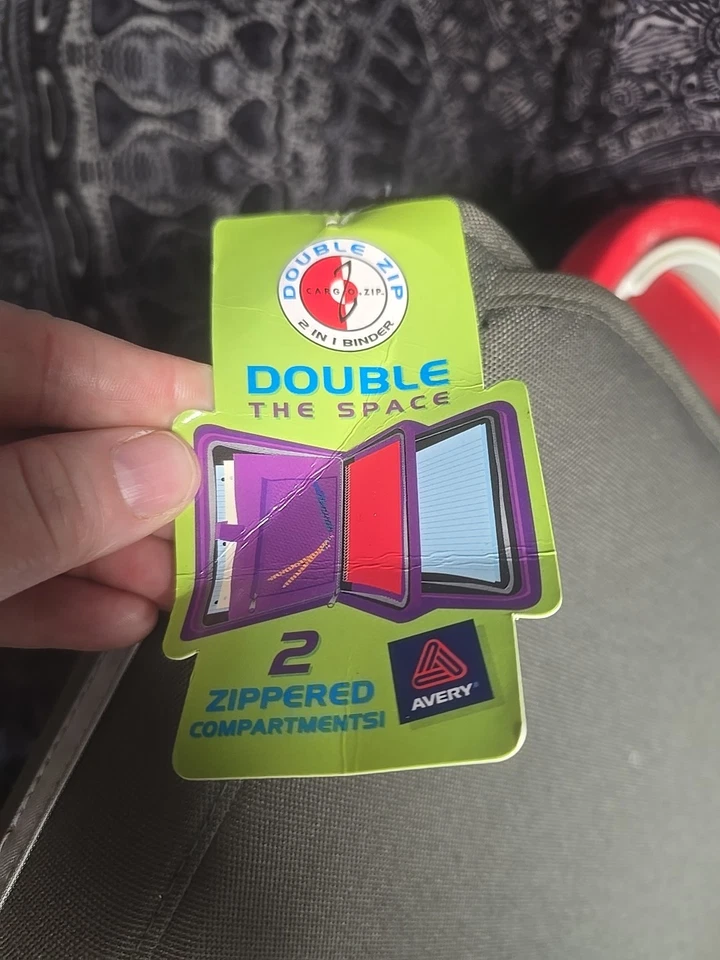 DOUBLE ZIP
CARGO.ZIP.
2 IN 1 BINDER
DOUBLE
THE SPACE
2
ZIPPERED
COMPARTMENTS!
AVERY®